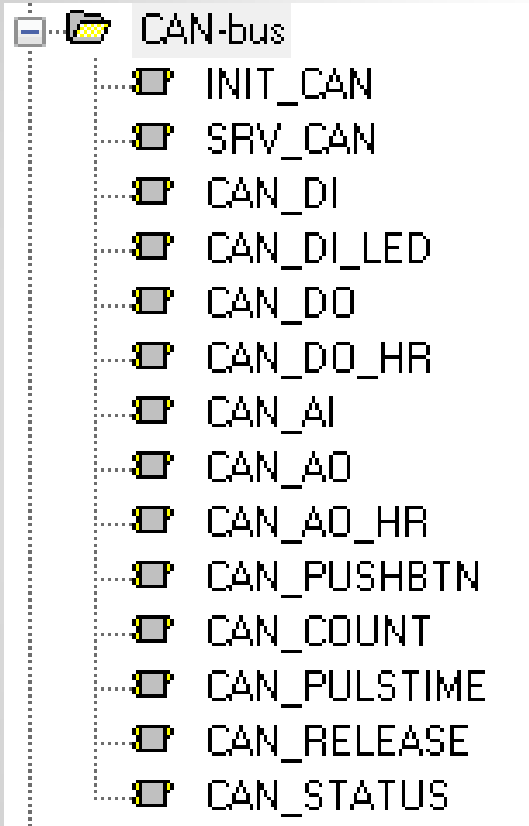 CAN-bus
INIT_CAN
SRV_CAN
CAN_DI
CAN_DI_LED
CAN_DO
CAN_DO_HR
CAN_AI
CAN_AO
CAN_AO_HR
CAN_PUSHBTN
CAN_COUNT
CAN_PULSTIME
CAN_RELEASE
CAN_STATUS